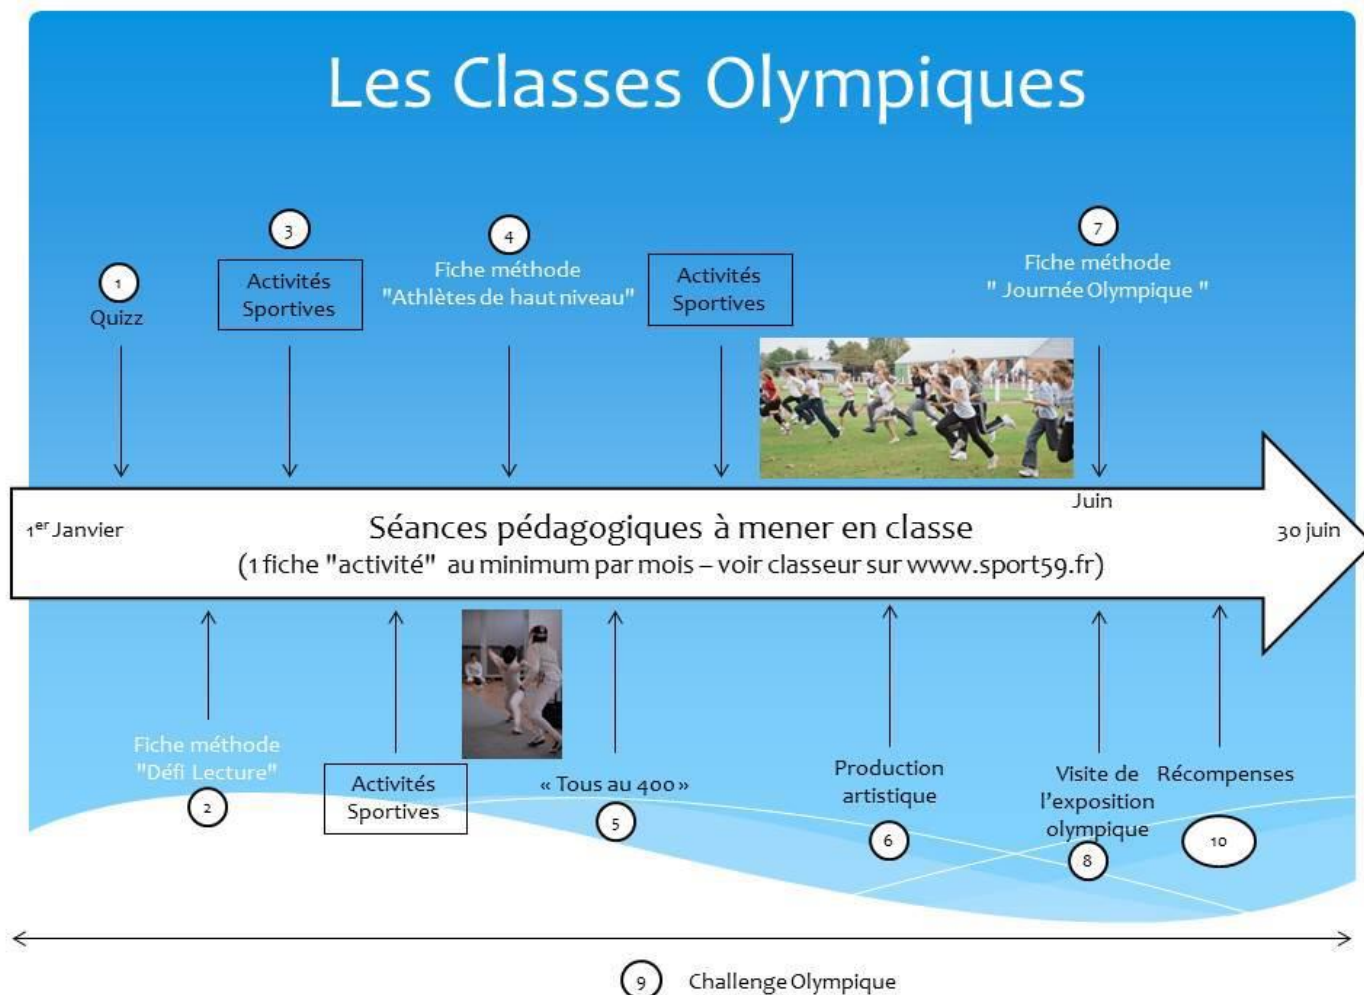 Les Classes Olympiques
1
Quizz
3
Activités
Sportives
4
Fiche méthode
"Athlètes de haut niveau"
Activités
Sportives
7
Fiche méthode
" Journée Olympique "
Juin
1er Janvier
Séances pédagogiques à mener en classe
(1 fiche "activité" au minimum par mois – voir classeur sur www.sport59.fr)
30 juin
Fiche méthode
"Défi Lecture"
2
Activités
Sportives
« Tous au 400 »
5
Production
artistique
6
Visite de
l’exposition
olympique
8
Récompenses
10
9 Challenge Olympique